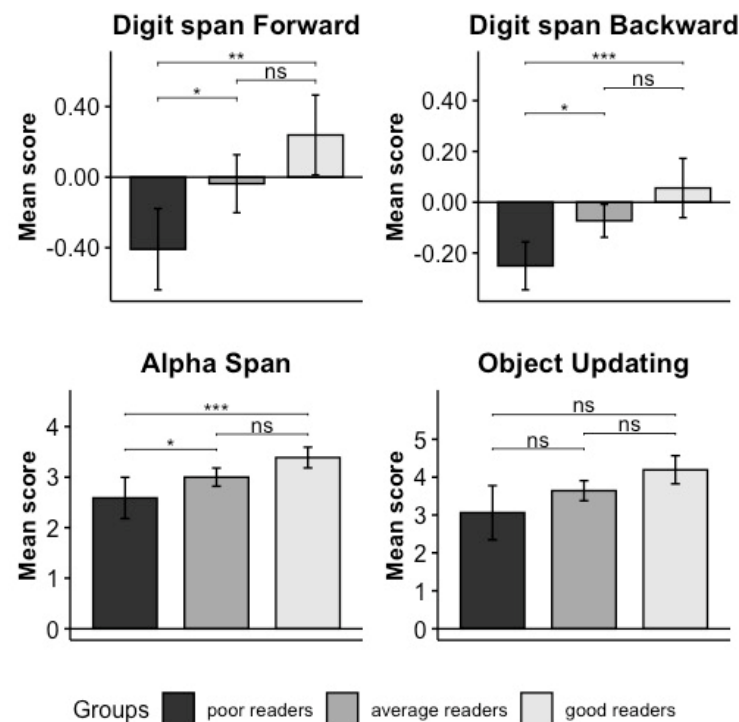 Digit span Forward
Mean score
0.40
0.00
-0.40
**
*
ns
Digit span Backward
Mean score
0.40
0.20
0.00
-0.20
***
*
ns
Alpha Span
Mean score
4
3
2
1
0
***
*
ns
Object Updating
Mean score
5
4
3
2
1
0
ns
ns
ns
Groups poor readers average readers good readers